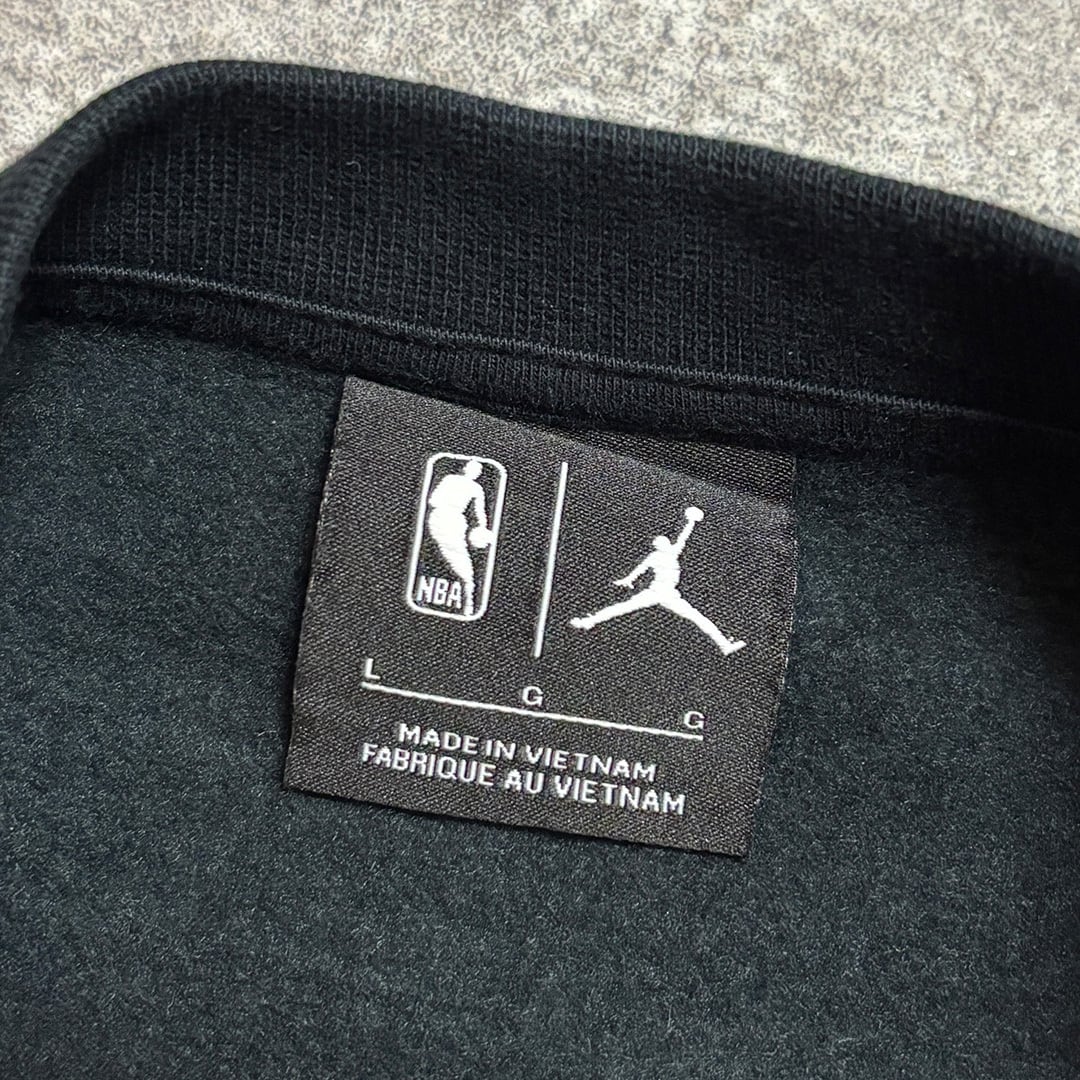 NBA
L G G
MADE IN VIETNAM
FABRIQUE AU VIETNAM